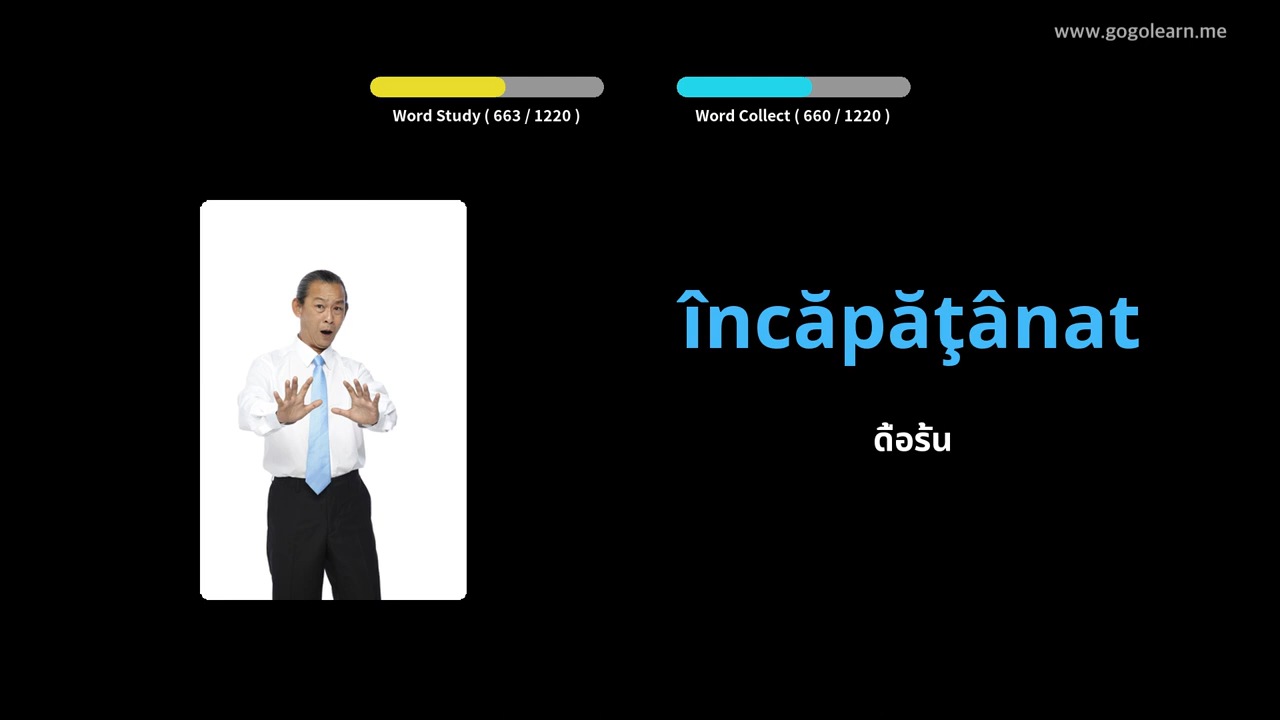 www.gogolearn.me
Word Study ( 663 / 1220 )
Word Collect ( 660 / 1220 )
încăpăţânat
ดื้อรั้น